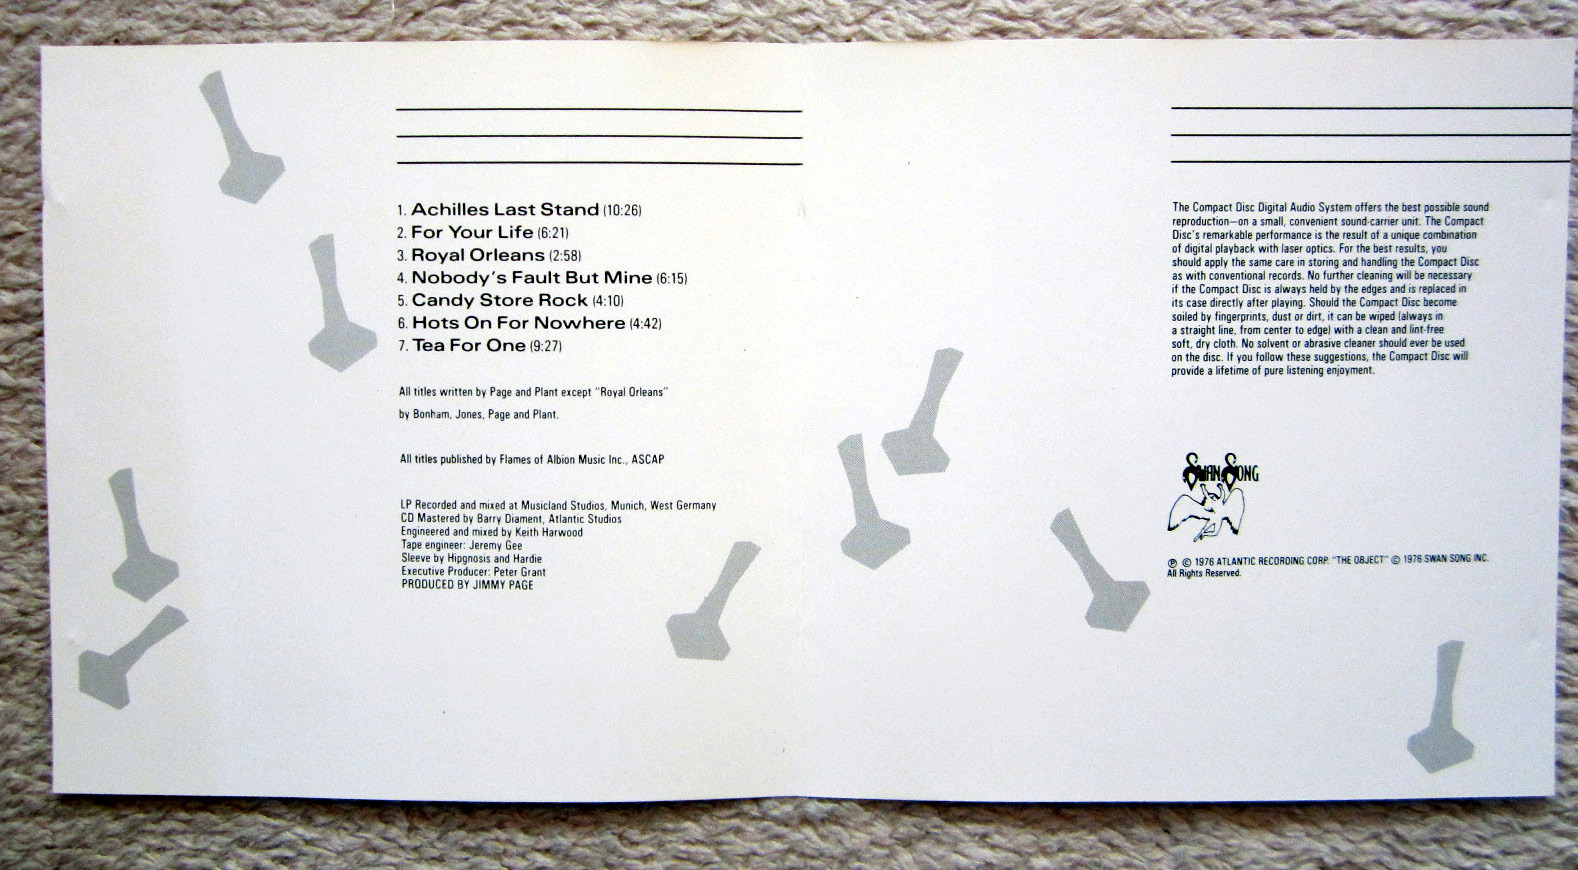 1. Achilles Last Stand (10:26)
2. For Your Life (6:21)
3. Royal Orleans (2:58)
4. Nobody's Fault But Mine (6:15)
5. Candy Store Rock (4:10)
6. Hots On For Nowhere (4:42)
7. Tea For One (9:27)
All titles written by Page and Plant except "Royal Orleans"
by Bonham, Jones, Page and Plant.
All titles published by Flames of Albion Music Inc., ASCAP
LP Recorded and mixed at Musicland Studios, Munich, West Germany
CD Mastered by Barry Diament, Atlantic Studios
Engineered and mixed by Keith Harwood
Tape engineer: Jeremy Gee
Sleeve by Hipgnosis and Hardie
Executive Producer: Peter Grant
PRODUCED BY JIMMY PAGE
The Compact Disc Digital Audio System offers the best possible sound
reproduction—on a small, convenient sound-carrier unit. The Compact
Disc's remarkable performance is the result of a unique combination
of digital playback with laser optics. For the best results, you
should apply the same care in storing and handling the Compact Disc
as with conventional records. No further cleaning will be necessary
if the Compact Disc is always held by the edges and is replaced in
its case directly after playing. Should the Compact Disc become
soiled by fingerprints, dust or dirt, it can be wiped (always in
a straight line, from center to edge) with a clean and lint-free
soft, dry cloth. No solvent or abrasive cleaner should ever be used
on the disc. If you follow these suggestions, the Compact Disc will
provide a lifetime of pure listening enjoyment.
SWAN SONG
℗ © 1976 ATLANTIC RECORDING CORP. "THE OBJECT" © 1976 SWAN SONG INC.
All Rights Reserved.